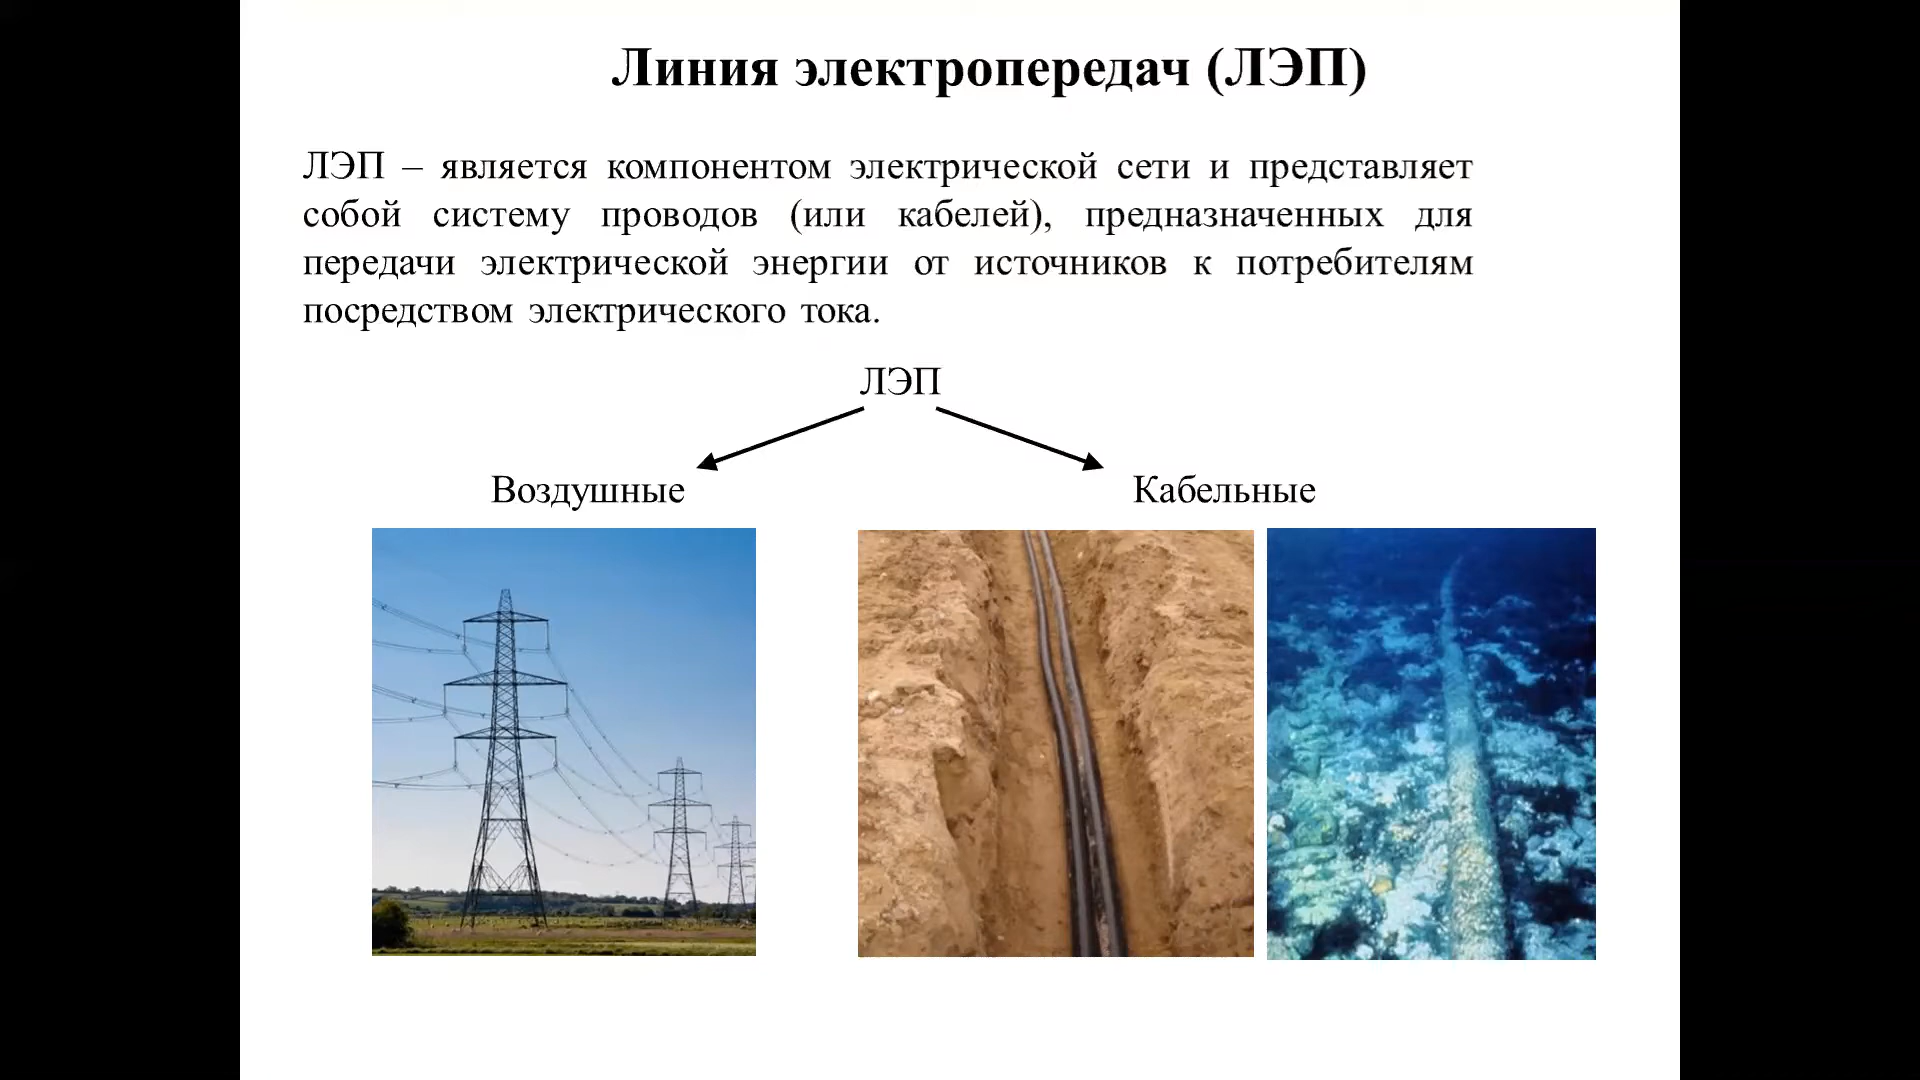 Линия электропередач (ЛЭП)
ЛЭП – является компонентом электрической сети и представляет
собой систему проводов (или кабелей), предназначенных для
передачи электрической энергии от источников к потребителям
посредством электрического тока.
ЛЭП
Воздушные
Кабельные